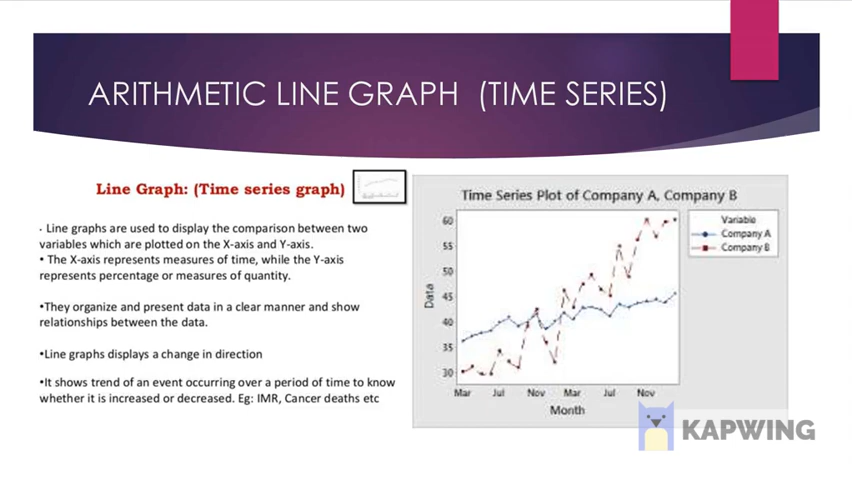 ARITHMETIC LINE GRAPH (TIME SERIES)
Line Graph: (Time series graph)
• Line graphs are used to display the comparison between two
variables which are plotted on the X-axis and Y-axis.
• The X-axis represents measures of time, while the Y-axis
represents percentage or measures of quantity.
•They organize and present data in a clear manner and show
relationships between the data.
•Line graphs displays a change in direction
•It shows trend of an event occurring over a period of time to know
whether it is increased or decreased. Eg: IMR, Cancer deaths etc
Time Series Plot of Company A, Company B
60
55
50
45
40
35
30
Data
Mar Jul Nov Mar Jul Nov
Month
Variable
Company A
Company B
KAPWING